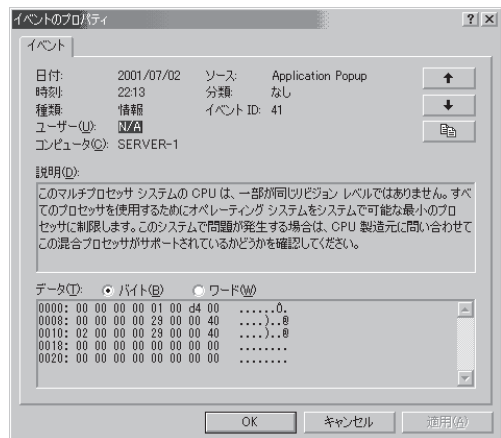 イベントのプロパティ
イベント
日付: 2001/07/02 ソース: Application Popup
時刻: 22:13 分類: なし
種類: 情報 イベント ID: 41
ユーザー(U): N/A
コンピュータ(C): SERVER-1
説明(D):
このマルチプロセッサ システムの CPU は、一部が同じリビジョン レベルではありません。すべ
てのプロセッサを使用するためにオペレーティング システムをシステムで可能な最小のプロ
セッサに制限します。このシステムで問題が発生する場合は、CPU 製造元に問い合わせて
この混合プロセッサがサポートされているかどうかを確認してください。
データ(T): バイト(B) ワード(W)
0000: 00 00 00 00 01 00 d4 00 ......Ô.
0008: 00 00 00 00 29 00 00 40 ....)..@
0010: 02 00 00 00 29 00 00 40 ....)..@
0018: 00 00 00 00 00 00 00 00 ........
0020: 00 00 00 00 00 00 00 00 ........
OK キャンセル 適用(A)